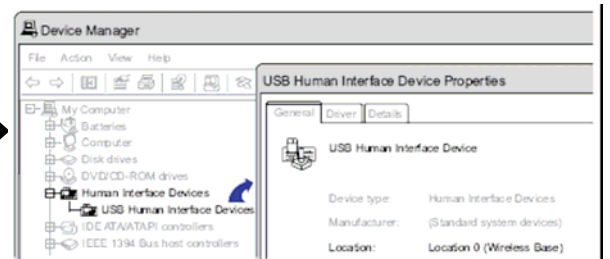 Device Manager
File Action View Help
My Computer
Batteries
Computer
Disk drives
DVD/CD-ROM drives
Human Interface Devices
USB Human Interface Devices
IDE ATA/ATAPI controllers
IEEE 1394 Bus host controllers
USB Human Interface Device Properties
General Driver Details
USB Human Interface Device
Device type: Human Interface Devices
Manufacturer: (Standard system devices)
Location: Location 0 (Wireless Base)